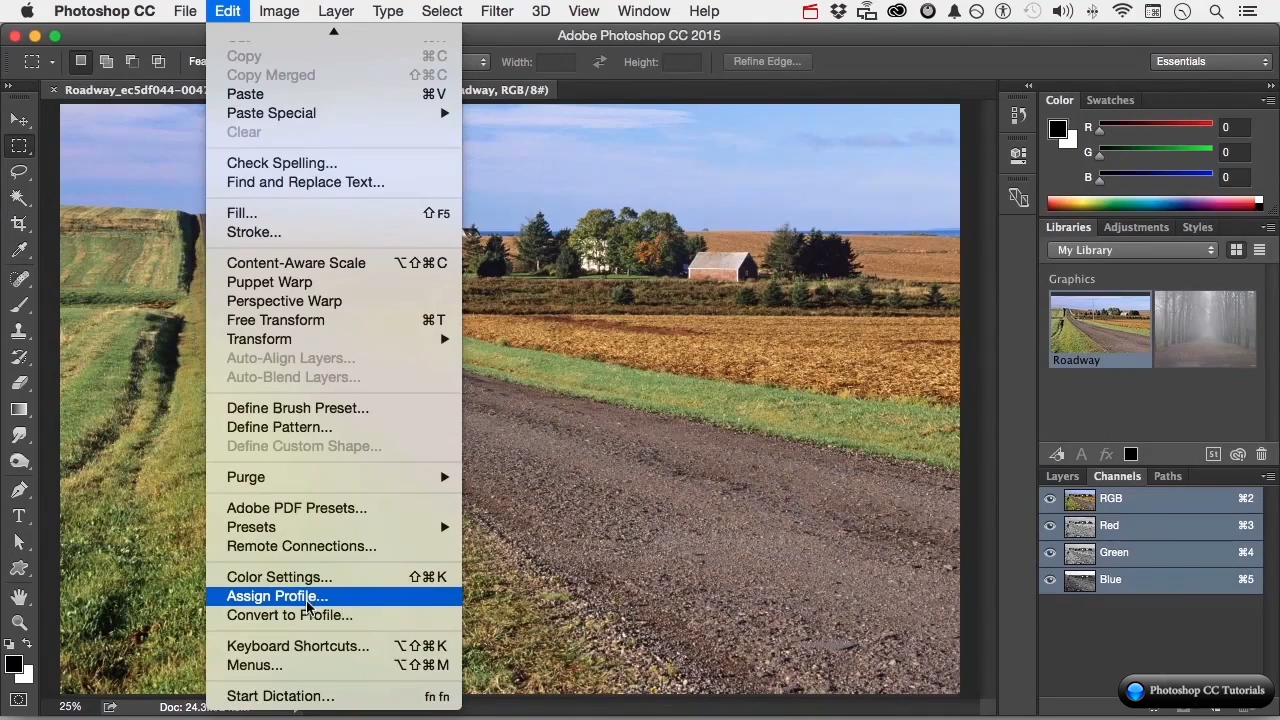 Photoshop CC File Edit Image Layer Type Select Filter 3D View Window Help
Adobe Photoshop CC 2015
Width: Height: Refine Edge... Essentials
Roadway_ec5df044-0047 dway, RGB/8#)
Copy ⌘C
Copy Merged ⇧⌘C
Paste ⌘V
Paste Special
Clear
Check Spelling...
Find and Replace Text...
Fill... ⇧F5
Stroke...
Content-Aware Scale ⌥⇧⌘C
Puppet Warp
Perspective Warp
Free Transform ⌘T
Transform
Auto-Align Layers...
Auto-Blend Layers...
Define Brush Preset...
Define Pattern...
Define Custom Shape...
Purge
Adobe PDF Presets...
Presets
Remote Connections...
Color Settings... ⇧⌘K
Assign Profile...
Convert to Profile...
Keyboard Shortcuts... ⌥⇧⌘K
Menus... ⌥⇧⌘M
Start Dictation... fn fn
Color Swatches
R 0
G 0
B 0
Libraries Adjustments Styles
My Library
Graphics
Roadway
A fx St
Layers Channels Paths
RGB ⌘2
Red ⌘3
Green ⌘4
Blue ⌘5
25% Doc: 24.3
Photoshop CC Tutorials